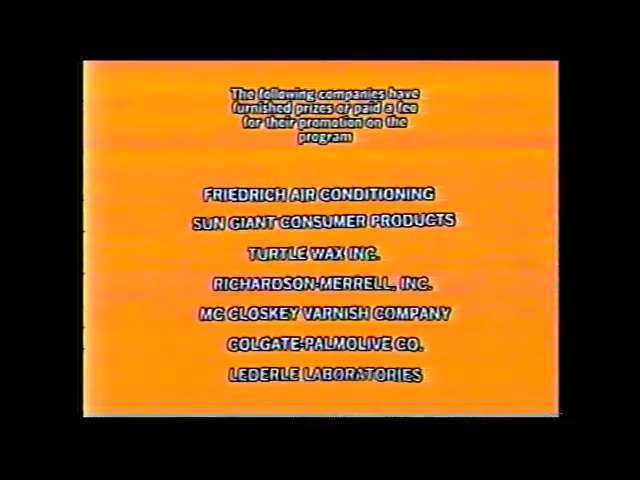 The following companies have
furnished prizes or paid a fee
for their promotion on the
program
FRIEDRICH AIR CONDITIONING
SUN GIANT CONSUMER PRODUCTS
TURTLE WAX INC.
RICHARDSON-MERRELL, INC.
MC CLOSKEY VARNISH COMPANY
COLGATE-PALMOLIVE CO.
LEDERLE LABORATORIES